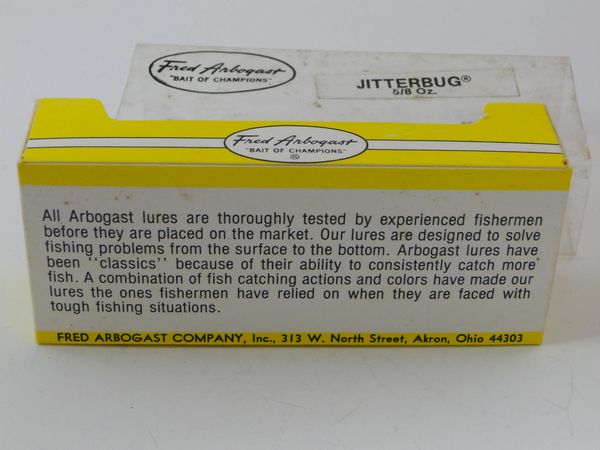 Fred Arbogast
"BAIT OF CHAMPIONS"
JITTERBUG®
5/8 Oz.
Fred Arbogast
"BAIT OF CHAMPIONS"
®
All Arbogast lures are thoroughly tested by experienced fishermen
before they are placed on the market. Our lures are designed to solve
fishing problems from the surface to the bottom. Arbogast lures have
been ''classics'' because of their ability to consistently catch more
fish. A combination of fish catching actions and colors have made our
lures the ones fishermen have relied on when they are faced with
tough fishing situations.
FRED ARBOGAST COMPANY, Inc., 313 W. North Street, Akron, Ohio 44303